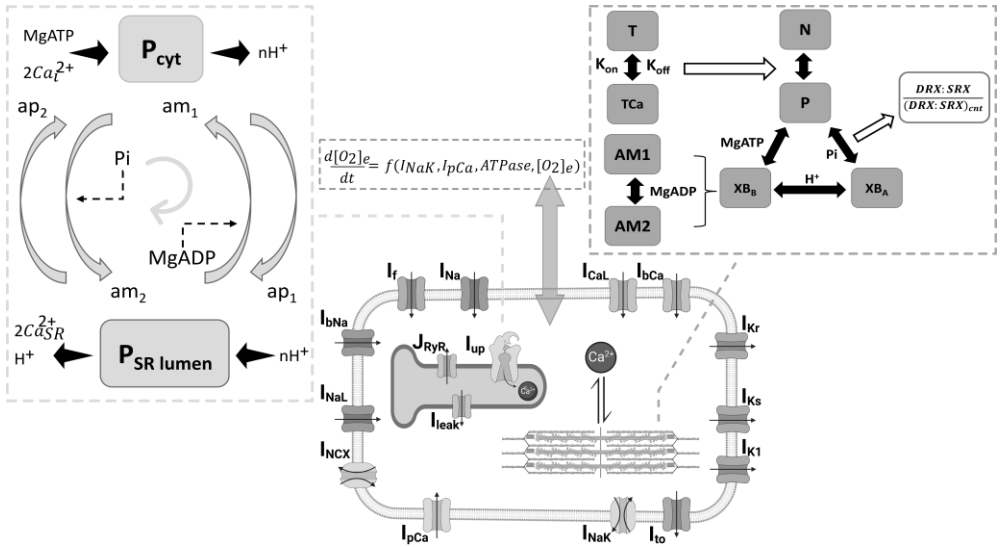 MgATP
2Ca_i^2+
P_cyt
nH+
ap2
am1
Pi
MgADP
am2
ap1
2Ca_SR^2+
H+
P_SR lumen
nH+
d[O2]e/dt = f(I_NaK, I_pCa, ATPase, [O2]e)
T
N
K_on
K_off
TCa
P
DRX: SRX
(DRX: SRX)_cnt
AM1
MgATP
Pi
MgADP
XB_B
H+
XB_A
AM2
I_f
I_Na
I_CaL
I_bCa
I_bNa
I_Kr
J_RyR
I_up
Ca2+
Ca2+
I_NaL
I_leak
I_Ks
I_NCX
I_K1
I_pCa
I_NaK
I_to